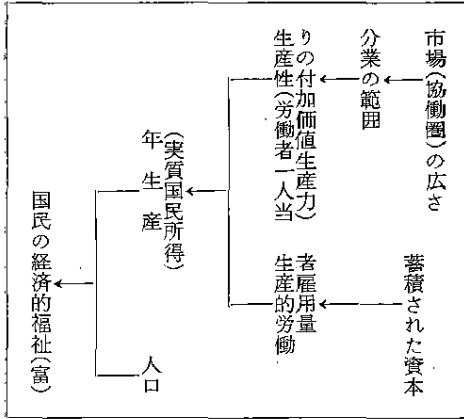 市場(協働圏)の広さ
分業の範囲
生産性(労働者一人当
りの付加価値生産力)
蓄積された資本
生産的労働
者雇用量
年生産
(実質国民所得)
人口
国民の経済的福祉(富)